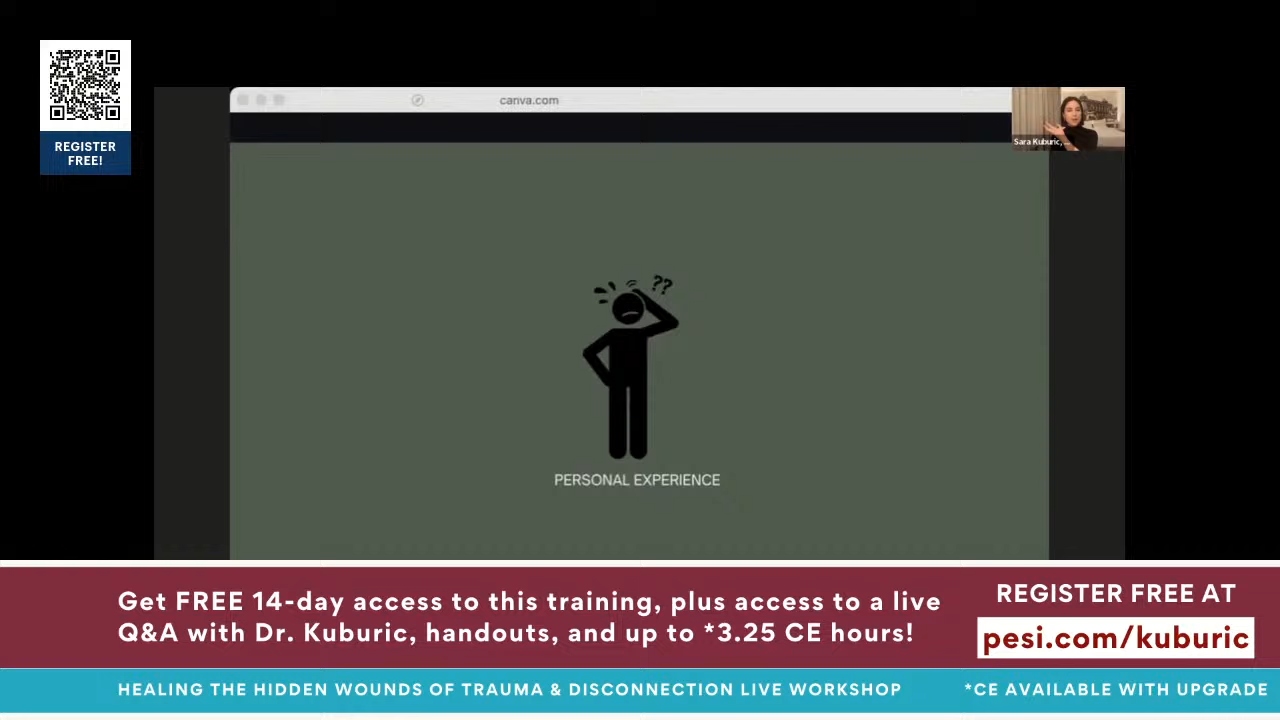 REGISTER
FREE!
canva.com
Sara Kuburic, ...
??
PERSONAL EXPERIENCE
Get FREE 14-day access to this training, plus access to a live
Q&A with Dr. Kuburic, handouts, and up to *3.25 CE hours!
REGISTER FREE AT
pesi.com/kuburic
HEALING THE HIDDEN WOUNDS OF TRAUMA & DISCONNECTION LIVE WORKSHOP
*CE AVAILABLE WITH UPGRADE